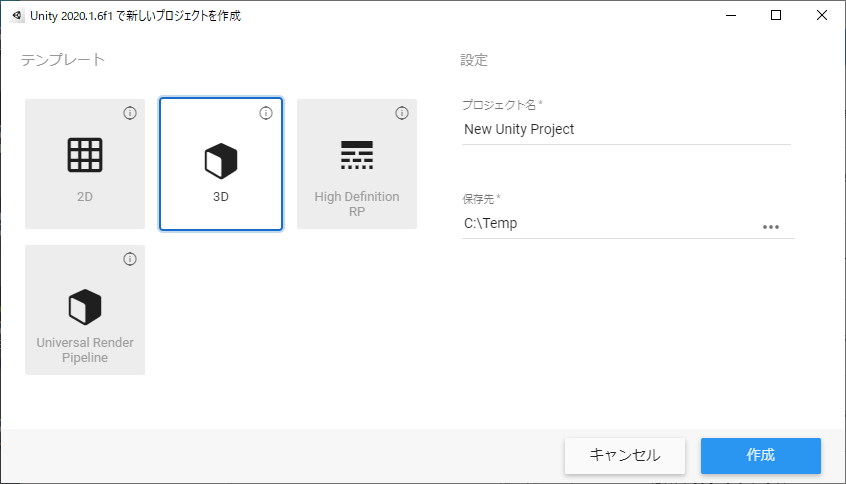 Unity 2020.1.6f1 で新しいプロジェクトを作成
テンプレート
2D
3D
High Definition
RP
Universal Render
Pipeline
設定
プロジェクト名 *
New Unity Project
保存先 *
C:\Temp
キャンセル
作成